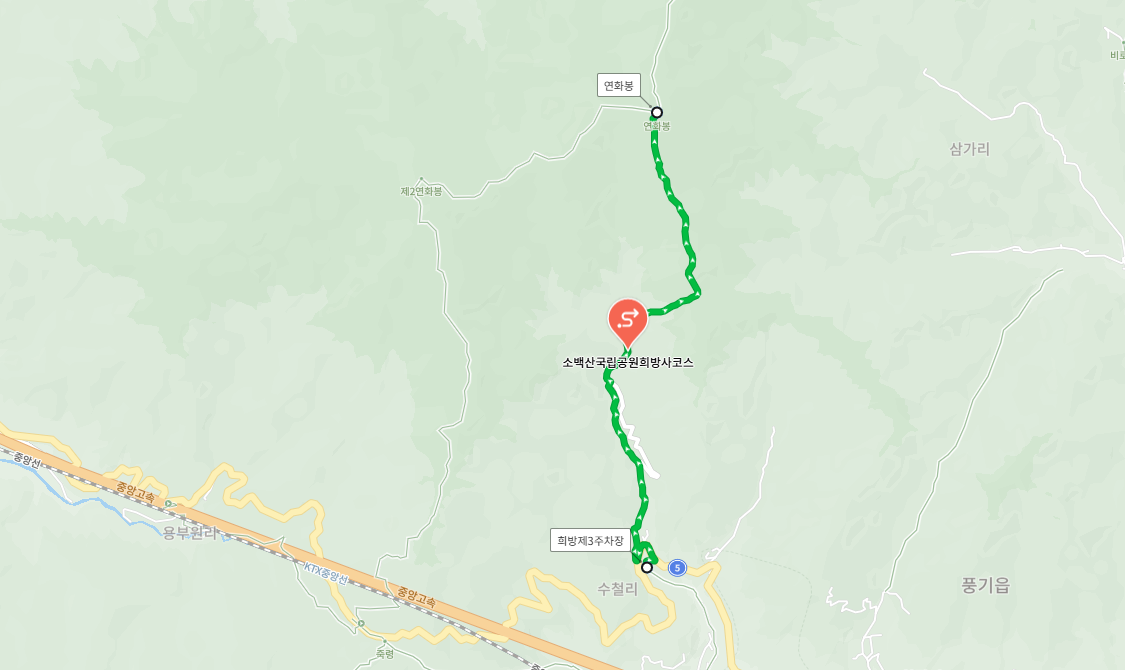 비로
연화봉
연화봉
삼가리
제2연화봉
소백산국립공원희방사코스
중앙선
중앙고속
용부원리
희방제3주차장
KTX중앙선
5
수철리
풍기읍
중앙고속
죽령
중